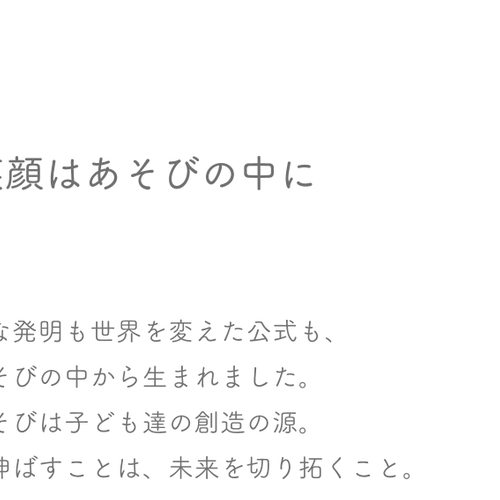 顔はあそびの中に
な発明も世界を変えた公式も、
そびの中から生まれました。
そびは子ども達の創造の源。
伸ばすことは、未来を切り拓くこと。